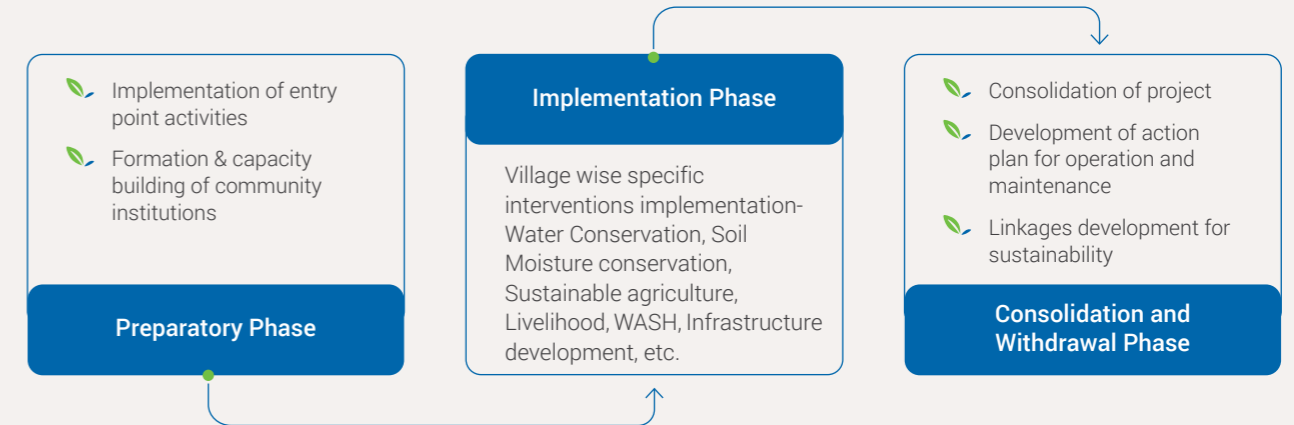 Implementation of entry
point activities
Formation & capacity
building of community
institutions
Preparatory Phase
Implementation Phase
Village wise specific
interventions implementation-
Water Conservation, Soil
Moisture conservation,
Sustainable agriculture,
Livelihood, WASH, Infrastructure
development, etc.
Consolidation of project
Development of action
plan for operation and
maintenance
Linkages development for
sustainability
Consolidation and
Withdrawal Phase